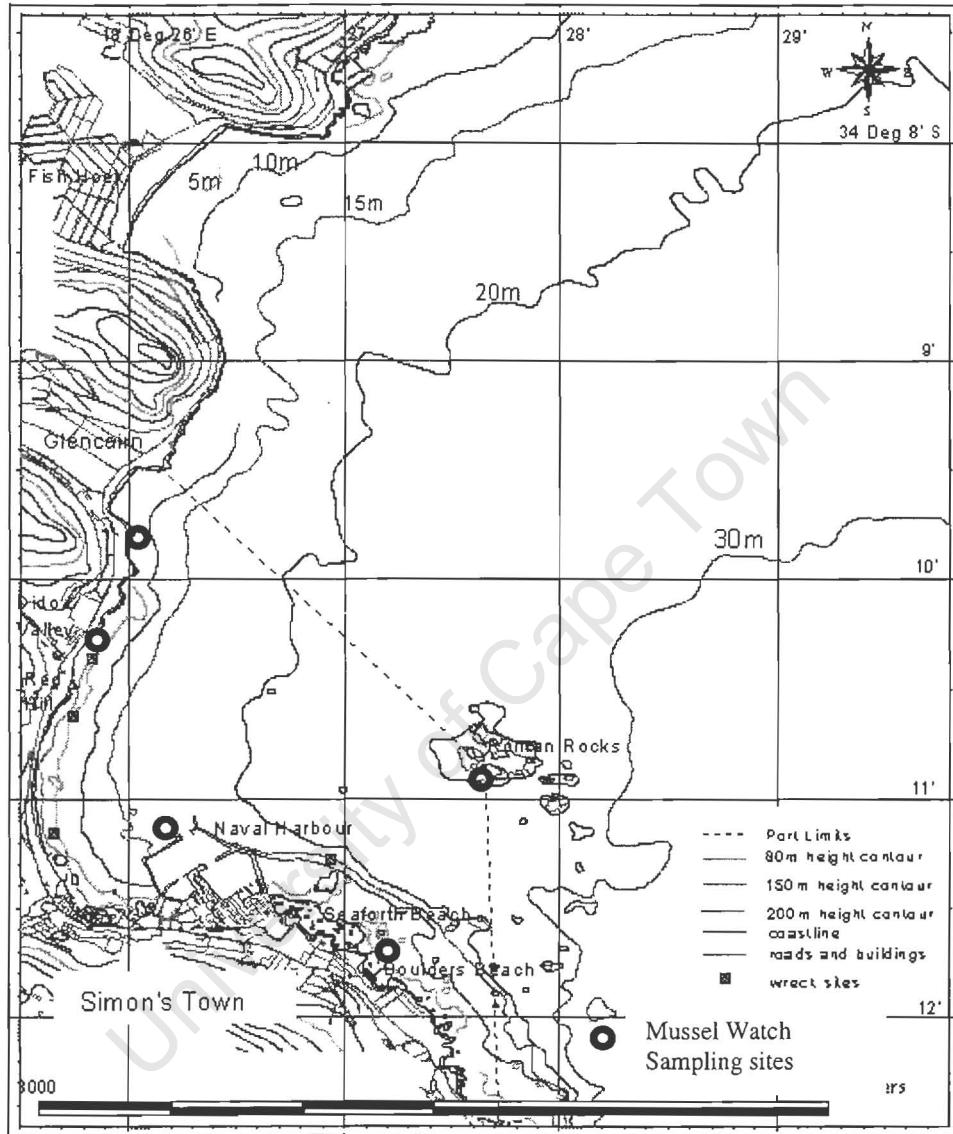 18 Deg 26' E
27'
28'
29'
N
W
S
34 Deg 8' S
Fish Hoek
5m
10m
15m
20m
9'
Glencairn
30m
10'
Dido
Valley
Red
Hill
Roman Rocks
11'
Naval Harbour
Port Limits
80m height contour
150m height contour
200m height contour
coastline
roads and buildings
wreck sites
Seaforth Beach
Boulders Beach
Simon's Town
12'
Mussel Watch
Sampling sites
3000
University of Cape Town